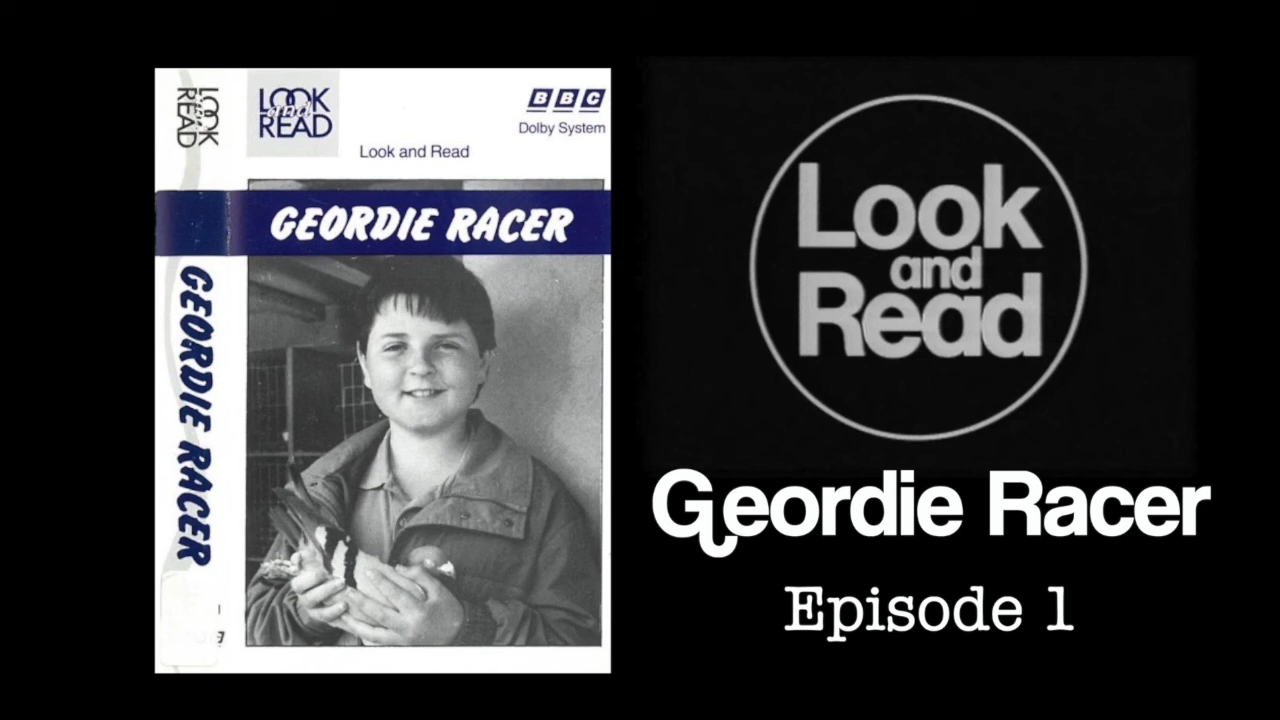 LOOK
and
READ
LOOK
and
READ
BBC
Dolby System
Look and Read
GEORDIE RACER
GEORDIE RACER
Look
and
Read
Geordie Racer
Episode 1